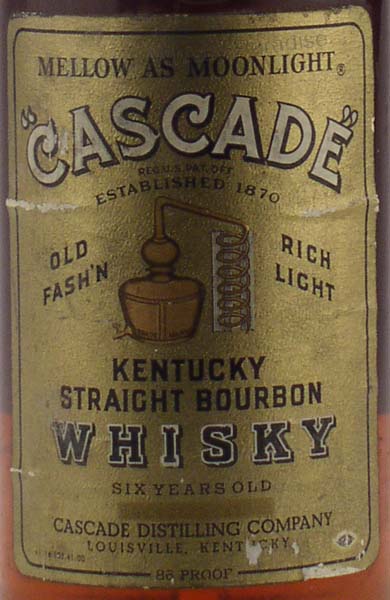 MELLOW AS MOONLIGHT®
"CASCADE"
REG. U.S. PAT. OFF.
ESTABLISHED 1870
OLD FASH'N
RICH LIGHT
KENTUCKY
STRAIGHT BOURBON
WHISKY
SIX YEARS OLD
CASCADE DISTILLING COMPANY
LOUISVILLE, KENTUCKY
86 PROOF